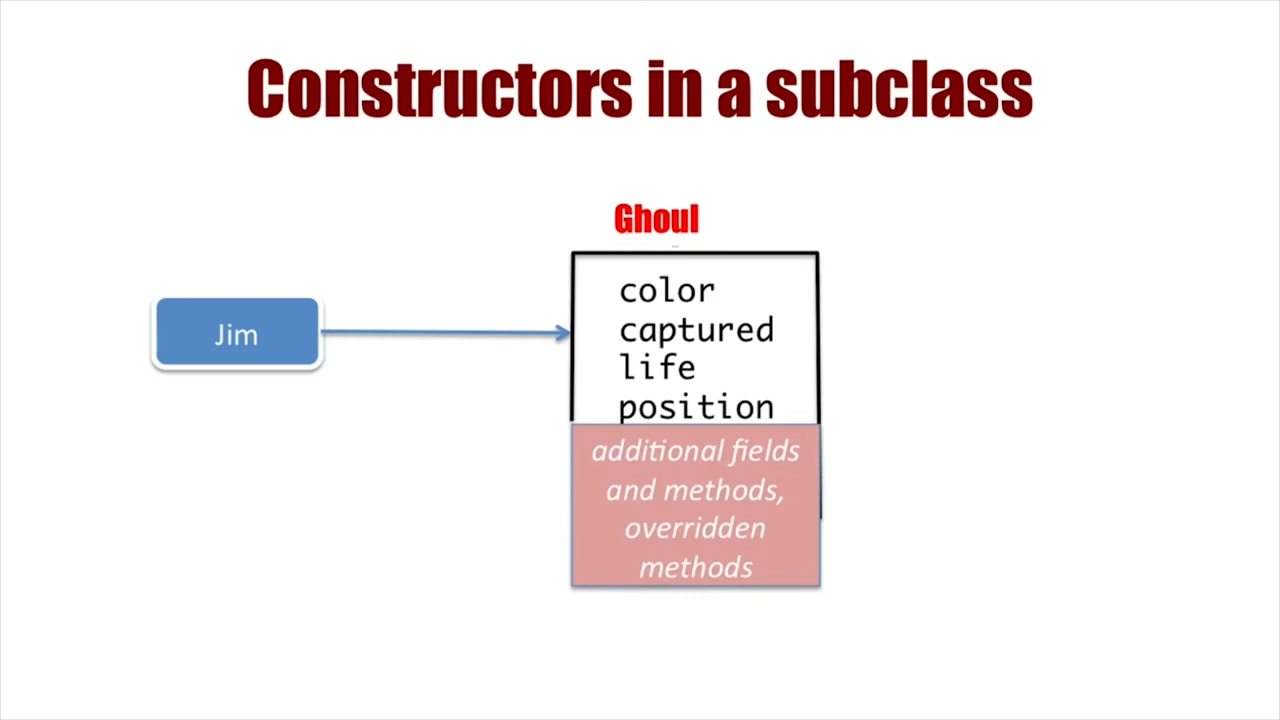 Constructors in a subclass
Ghoul
Jim
color
captured
life
position
additional fields
and methods,
overridden
methods